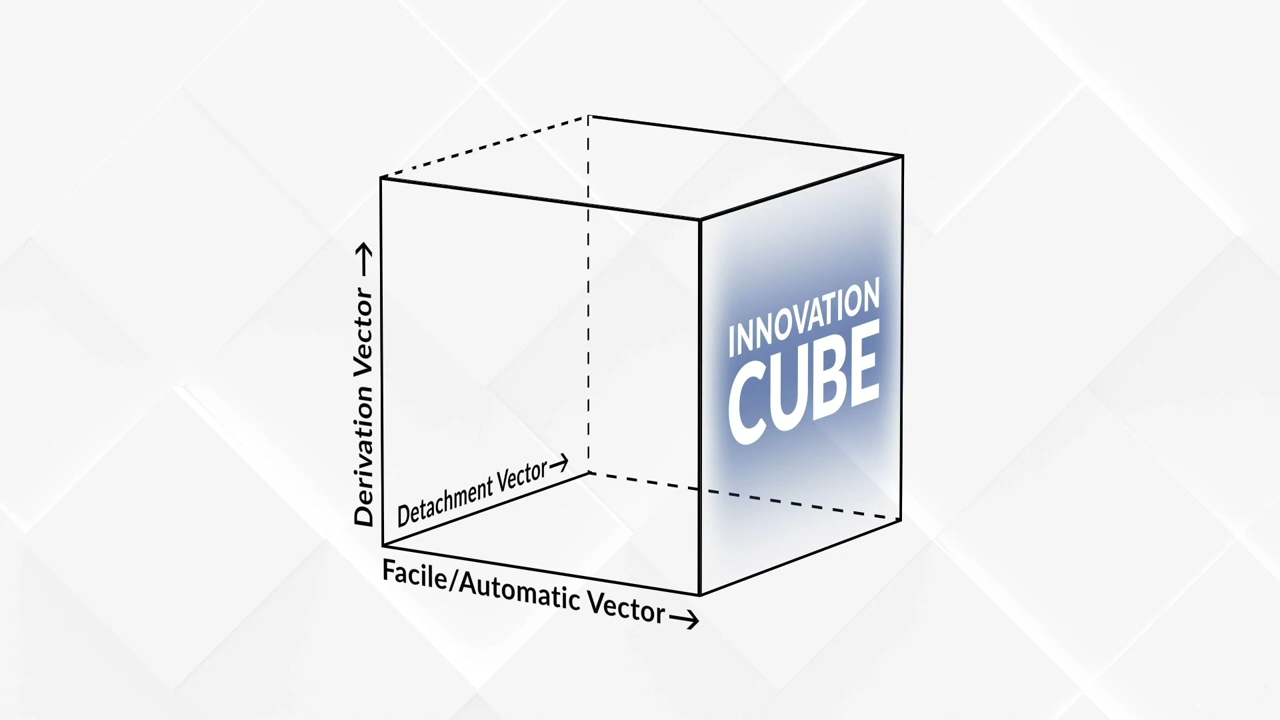 Derivation Vector →
Detachment Vector →
Facile/Automatic Vector →
INNOVATION
CUBE